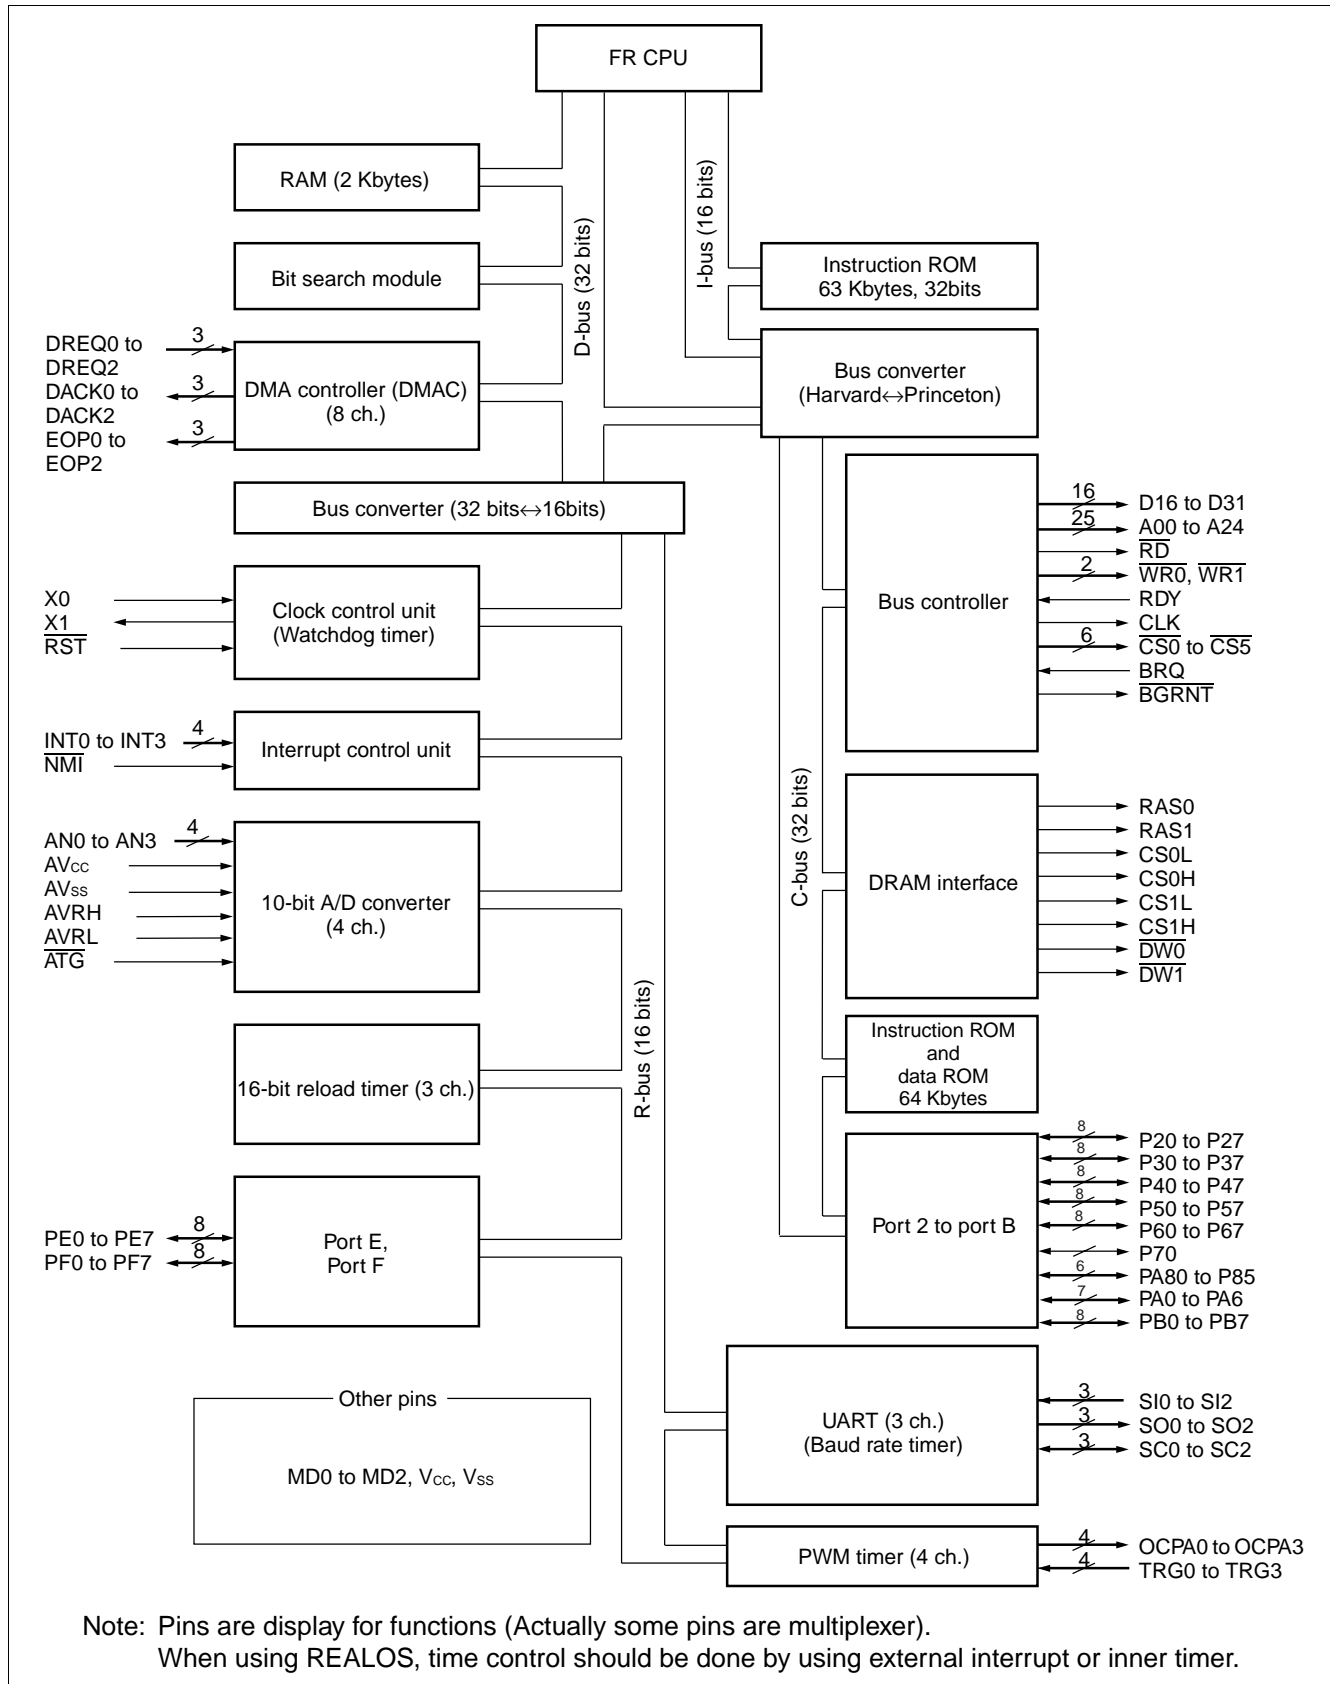 FR CPU
RAM (2 Kbytes)
Bit search module
D-bus (32 bits)
I-bus (16 bits)
Instruction ROM
63 Kbytes, 32bits
DREQ0 to
DREQ2
DACK0 to
DACK2
EOP0 to
EOP2
3
3
3
DMA controller (DMAC)
(8 ch.)
Bus converter
(Harvard↔Princeton)
Bus converter (32 bits↔16bits)
X0
X1
RST
Clock control unit
(Watchdog timer)
Bus controller
16
25
2
6
D16 to D31
A00 to A24
RD
WR0, WR1
RDY
CLK
CS0 to CS5
BRQ
BGRNT
INT0 to INT3
NMI
4
Interrupt control unit
C-bus (32 bits)
AN0 to AN3
AVCC
AVSS
AVRH
AVRL
ATG
4
10-bit A/D converter
(4 ch.)
DRAM interface
RAS0
RAS1
CS0L
CS0H
CS1L
CS1H
DW0
DW1
R-bus (16 bits)
16-bit reload timer (3 ch.)
Instruction ROM
and
data ROM
64 Kbytes
PE0 to PE7
PF0 to PF7
8
8
Port E,
Port F
Port 2 to port B
8
8
8
8
8
6
7
8
P20 to P27
P30 to P37
P40 to P47
P50 to P57
P60 to P67
P70
PA80 to P85
PA0 to PA6
PB0 to PB7
Other pins
MD0 to MD2, VCC, VSS
UART (3 ch.)
(Baud rate timer)
3
3
3
SI0 to SI2
SO0 to SO2
SC0 to SC2
PWM timer (4 ch.)
4
4
OCPA0 to OCPA3
TRG0 to TRG3
Note: Pins are display for functions (Actually some pins are multiplexer).
When using REALOS, time control should be done by using external interrupt or inner timer.